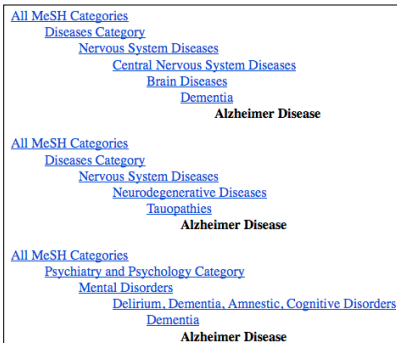 All MeSH Categories
Diseases Category
Nervous System Diseases
Central Nervous System Diseases
Brain Diseases
Dementia
Alzheimer Disease
All MeSH Categories
Diseases Category
Nervous System Diseases
Neurodegenerative Diseases
Tauopathies
Alzheimer Disease
All MeSH Categories
Psychiatry and Psychology Category
Mental Disorders
Delirium, Dementia, Amnestic, Cognitive Disorders
Dementia
Alzheimer Disease